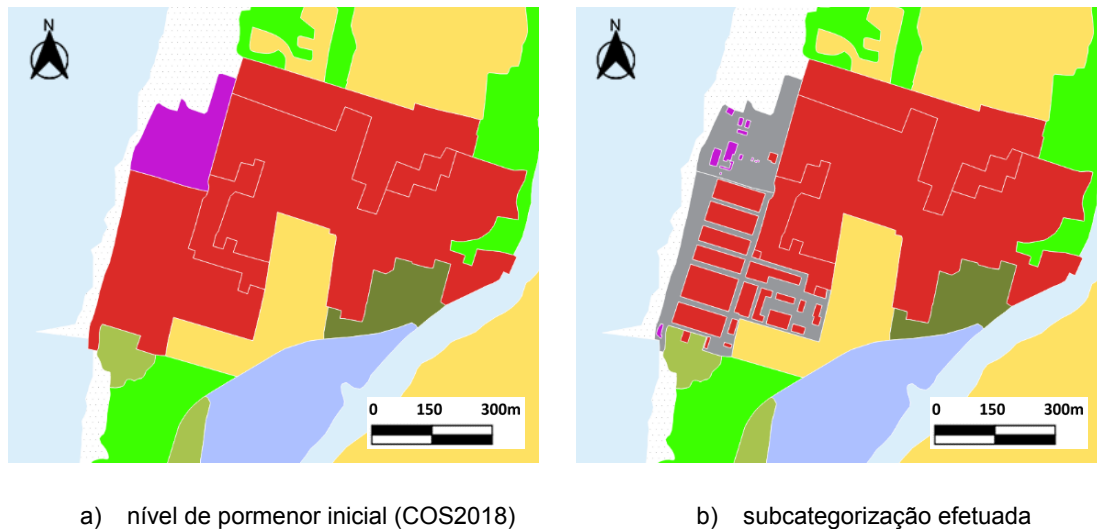 N
N
0 150 300m
0 150 300m
a) nível de pormenor inicial (COS2018)
b) subcategorização efetuada